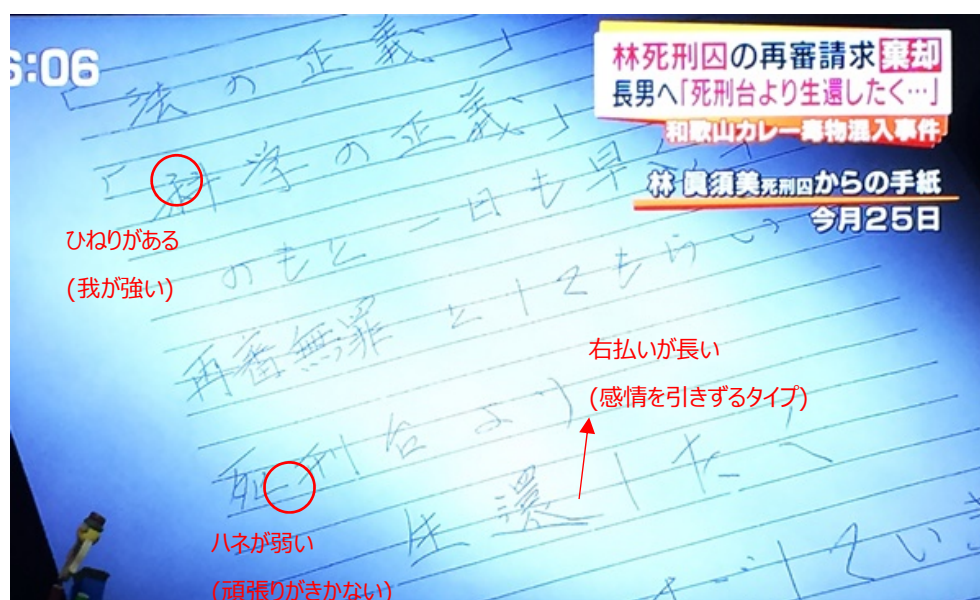 :06
林死刑囚の再審請求棄却
長男へ「死刑台より生還したく…」
和歌山カレー毒物混入事件
林 眞須美死刑囚からの手紙
今月25日
「法の正義」
「科学の正義」
ひねりがある
(我が強い)
のもと一日も早く
再審無罪としてもらい
右払いが長い
(感情を引きずるタイプ)
死刑台より
生還したく
ハネが弱い
(頑張りがきかない)